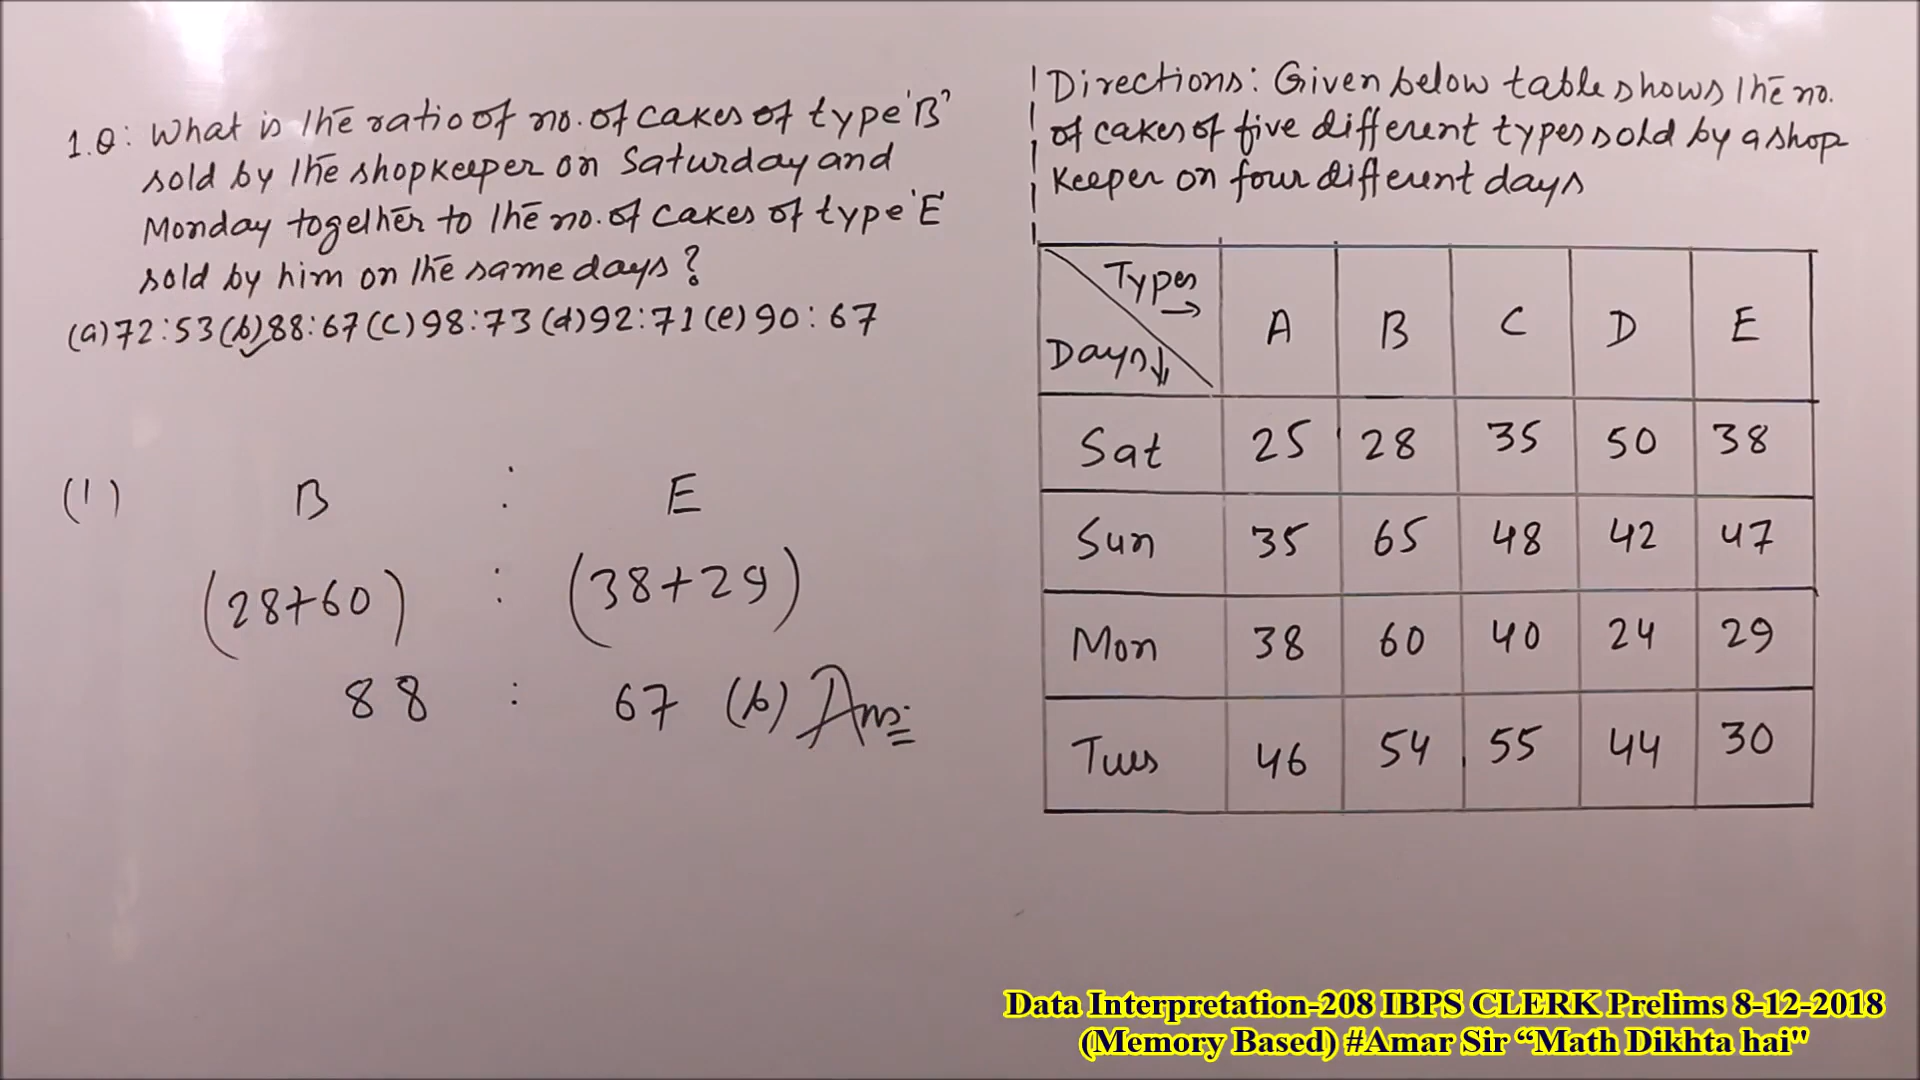 1.Q: What is the ratio of no. of cakes of type 'B'
sold by the shopkeeper on Saturday and
Monday together to the no. of cakes of type 'E'
sold by him on the same days?
(a) 72:53 (b) 88:67 (c) 98:73 (d) 92:71 (e) 90:67
(1) B : E
(28+60) : (38+29)
88 : 67 (b) Ans.
Directions: Given below table shows the no.
of cakes of five different types sold by a shop
keeper on four different days
Types → A B C D E
Days ↓
Sat 25 28 35 50 38
Sun 35 65 48 42 47
Mon 38 60 40 24 29
Tues 46 54 55 44 30
Data Interpretation-208 IBPS CLERK Prelims 8-12-2018
(Memory Based) #Amar Sir “Math Dikhta hai"